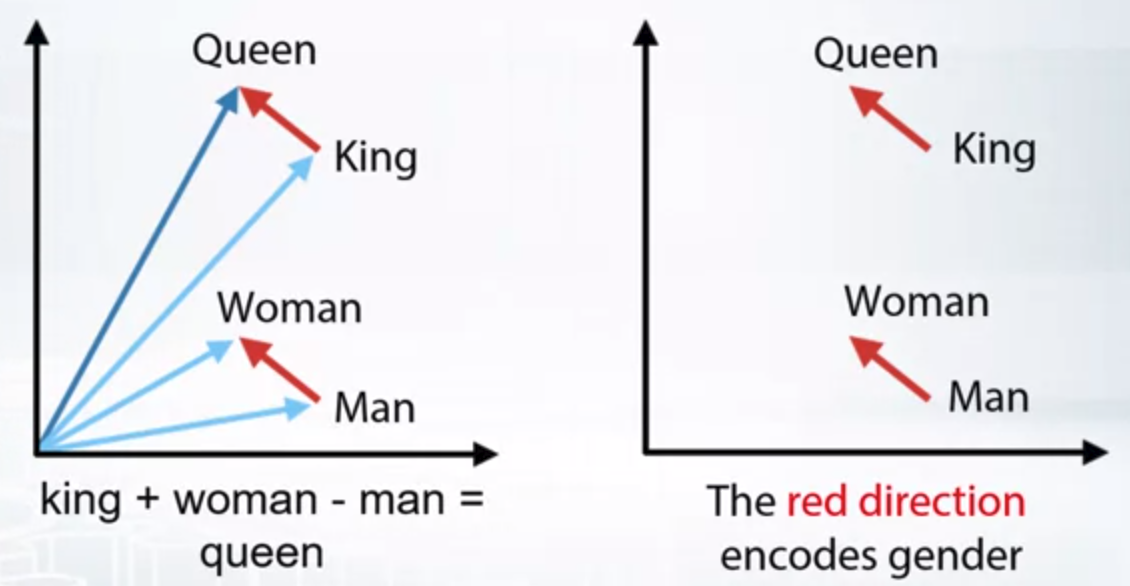 Queen
King
Woman
Man
king + woman - man =
queen
Queen
King
Woman
Man
The red direction
encodes gender